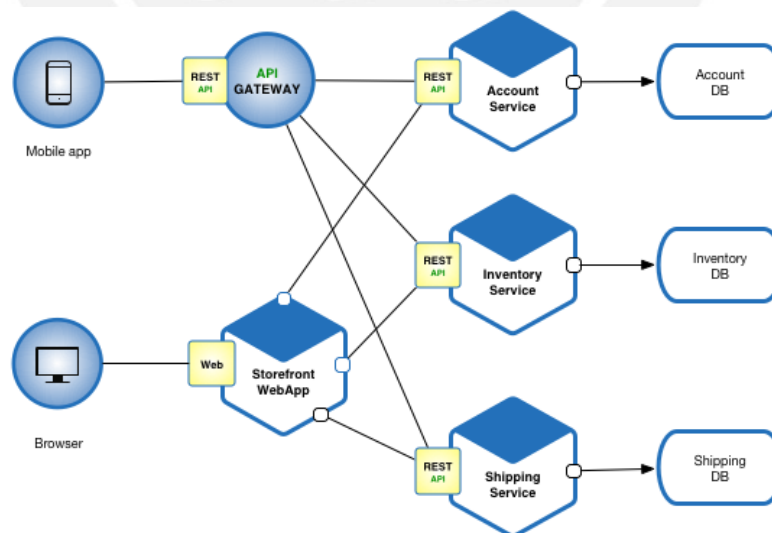 REST
API
API
GATEWAY
REST
API
Account
Service
Account
DB
Mobile app
REST
API
Inventory
Service
Inventory
DB
Web
Storefront
WebApp
Browser
REST
API
Shipping
Service
Shipping
DB